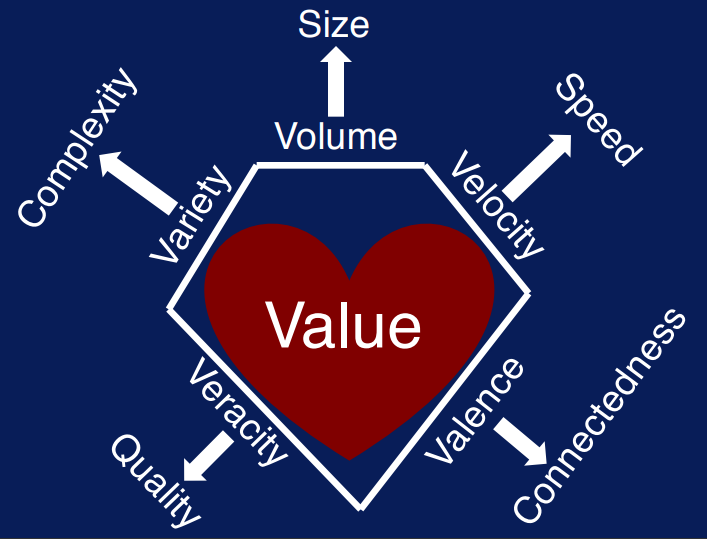 Size
Volume
Complexity
Variety
Velocity
Speed
Value
Veracity
Quality
Valence
Connectedness